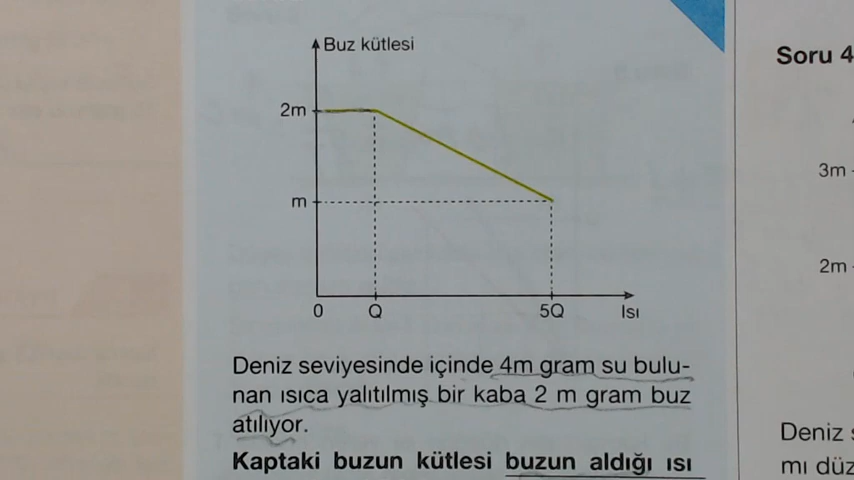 Buz kütlesi
2m
m
0
Q
5Q
Isı
Deniz seviyesinde içinde 4m gram su bulu-
nan ısıca yalıtılmış bir kaba 2 m gram buz
atılıyor.
Kaptaki buzun kütlesi buzun aldığı ısı
Soru 4
3m
2m
Deniz
mı düz